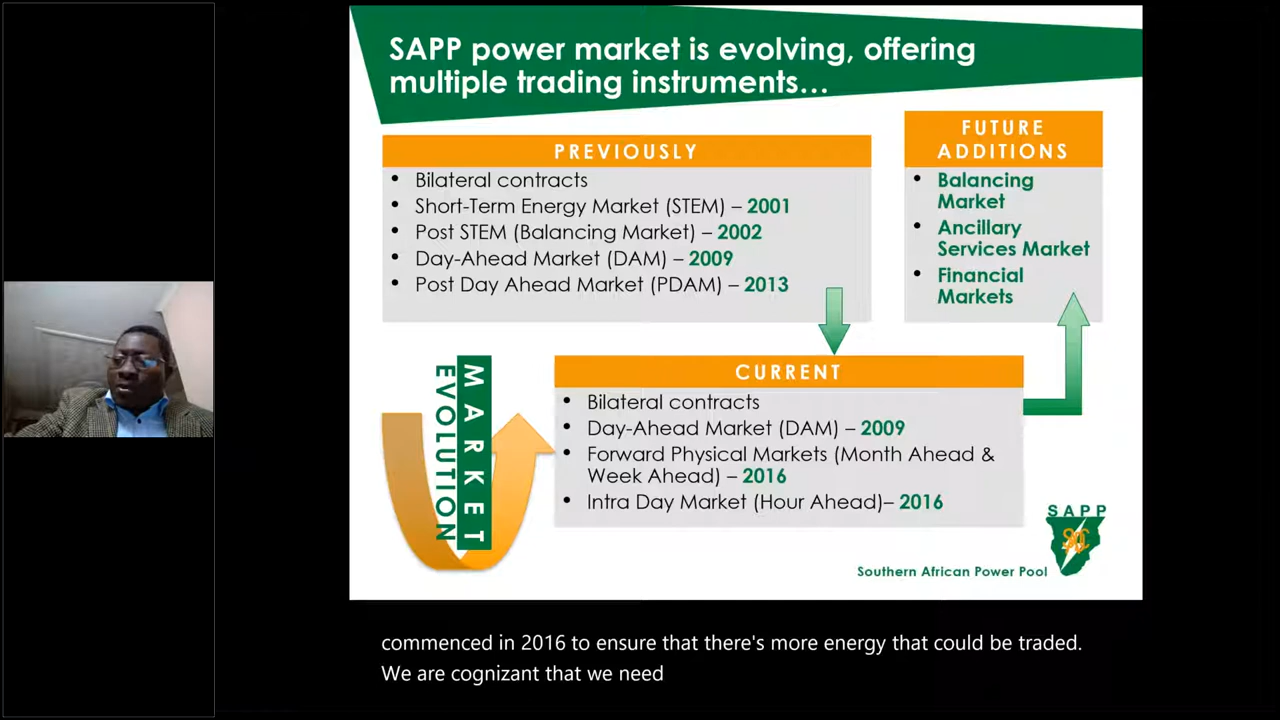 SAPP power market is evolving, offering
multiple trading instruments...
PREVIOUSLY
• Bilateral contracts
• Short-Term Energy Market (STEM) – 2001
• Post STEM (Balancing Market) – 2002
• Day-Ahead Market (DAM) – 2009
• Post Day Ahead Market (PDAM) – 2013
FUTURE
ADDITIONS
• Balancing
Market
• Ancillary
Services Market
• Financial
Markets
MARKET
EVOLUTION
CURRENT
• Bilateral contracts
• Day-Ahead Market (DAM) – 2009
• Forward Physical Markets (Month Ahead &
Week Ahead) – 2016
• Intra Day Market (Hour Ahead)– 2016
SAPP
Southern African Power Pool
commenced in 2016 to ensure that there's more energy that could be traded.
We are cognizant that we need